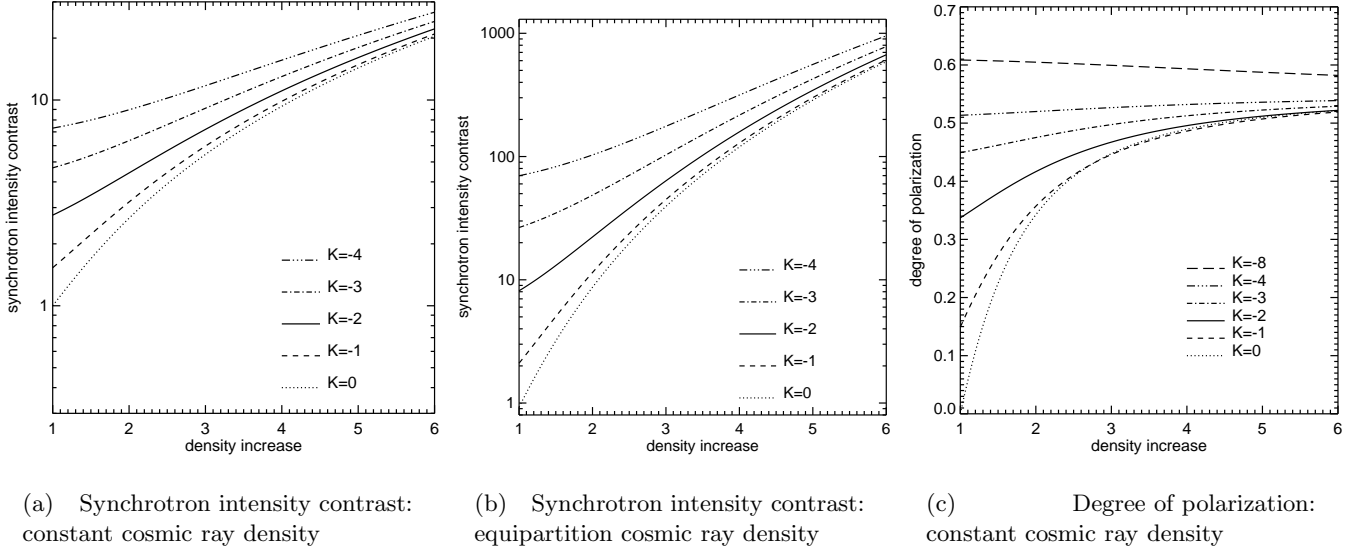 synchrotron intensity contrast
10
1
K=-4
K=-3
K=-2
K=-1
K=0
1 2 3 4 5 6
density increase
synchrotron intensity contrast
1000
100
10
1
K=-4
K=-3
K=-2
K=-1
K=0
1 2 3 4 5 6
density increase
degree of polarization
0.7
0.6
0.5
0.4
0.3
0.2
0.1
0.0
K=-8
K=-4
K=-3
K=-2
K=-1
K=0
1 2 3 4 5 6
density increase
(a) Synchrotron intensity contrast:
constant cosmic ray density
(b) Synchrotron intensity contrast:
equipartition cosmic ray density
(c) Degree of polarization:
constant cosmic ray density